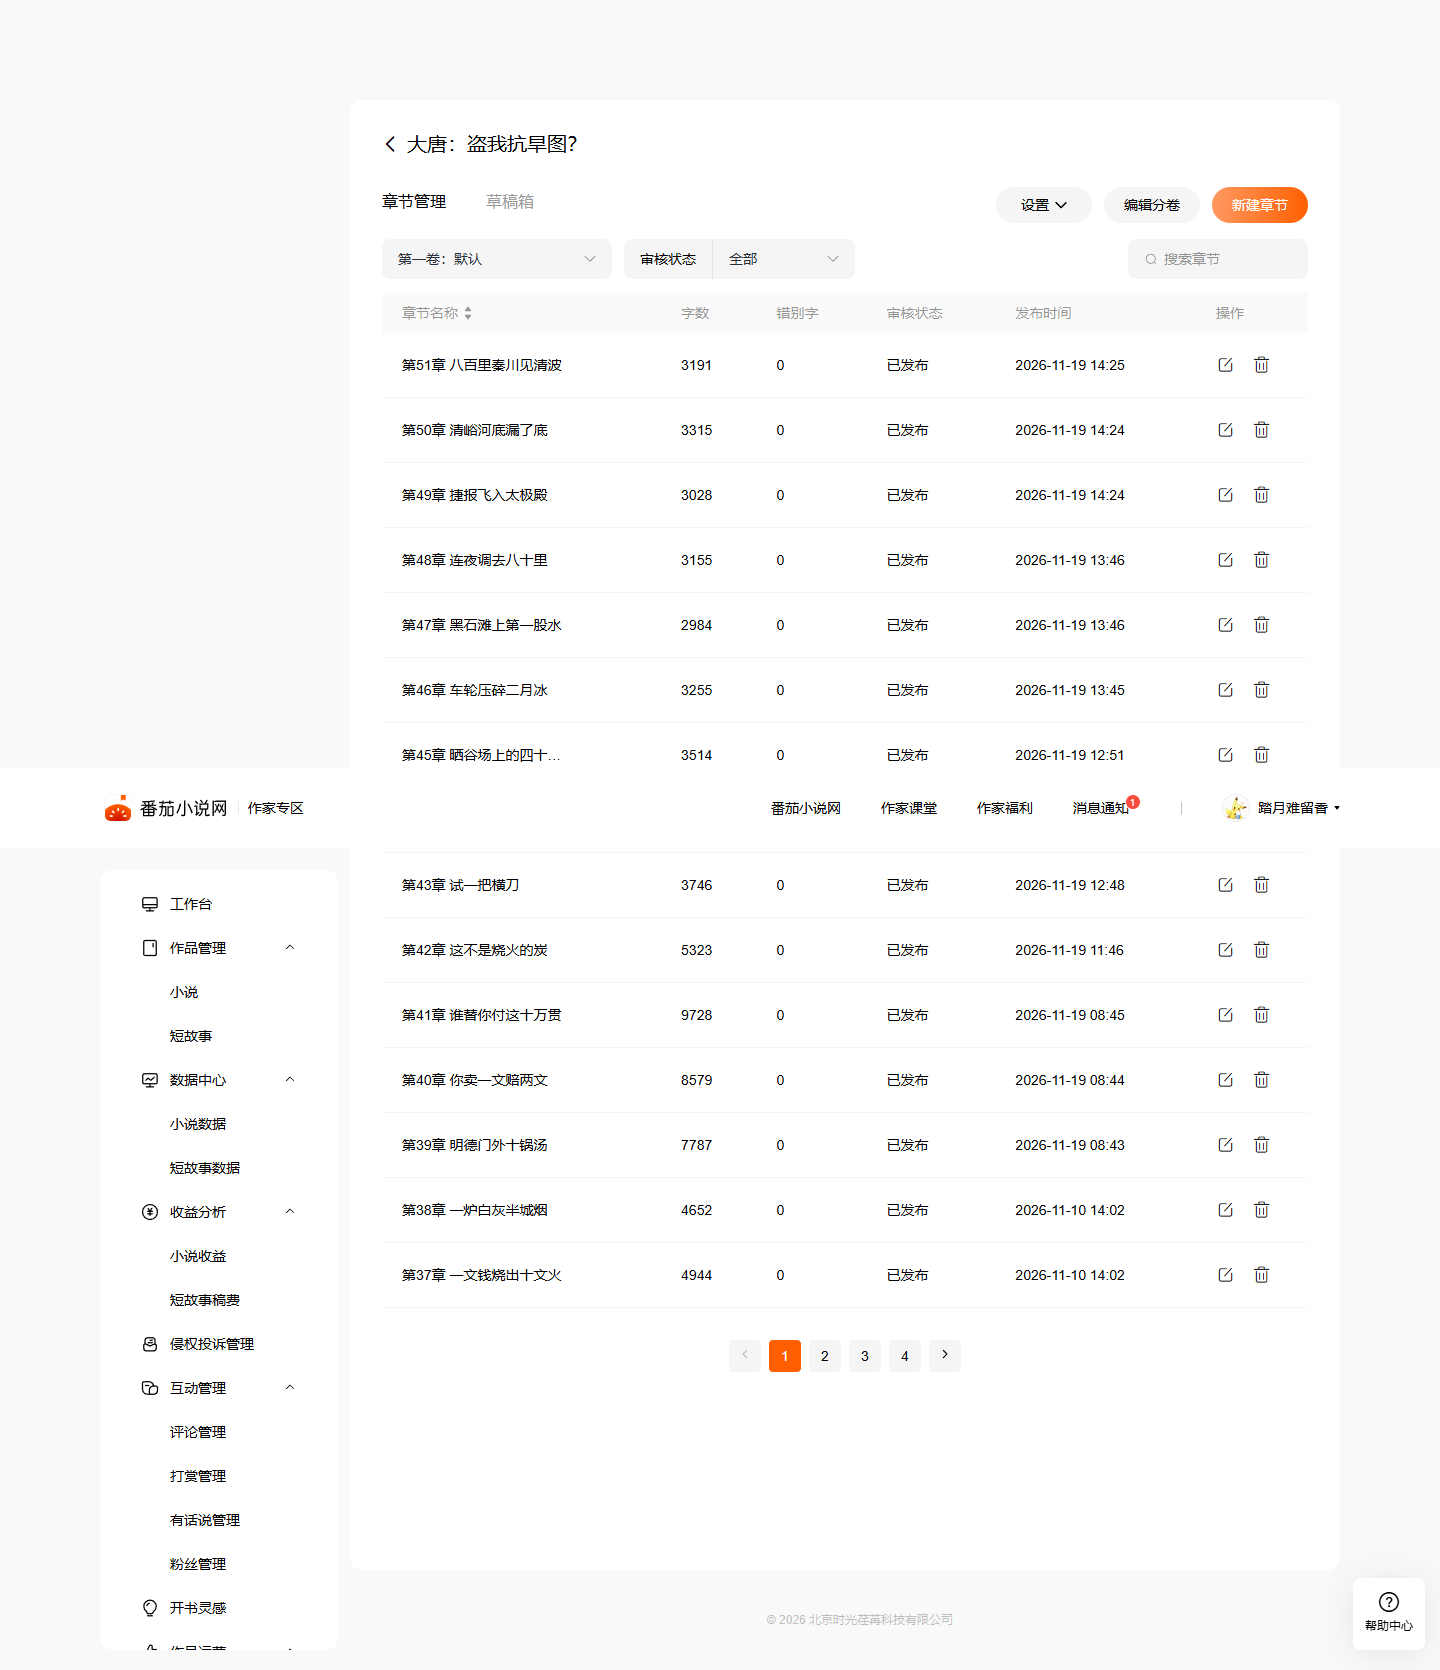 大唐：盗我抗旱图？
章节管理 草稿箱
设置 编辑分卷 新建章节
第一卷：默认 审核状态 全部 搜索章节
章节名称 字数 错别字 审核状态 发布时间 操作
第51章 八百里秦川见清波 3191 0 已发布 2026-11-19 14:25
第50章 清峪河底漏了底 3315 0 已发布 2026-11-19 14:24
第49章 捷报飞入太极殿 3028 0 已发布 2026-11-19 14:24
第48章 连夜调去八十里 3155 0 已发布 2026-11-19 13:46
第47章 黑石滩上第一股水 2984 0 已发布 2026-11-19 13:46
第46章 车轮压碎二月冰 3255 0 已发布 2026-11-19 13:45
第45章 晒谷场上的四十... 3514 0 已发布 2026-11-19 12:51
番茄小说网 作家专区 番茄小说网 作家课堂 作家福利 消息通知 1 踏月难留香
第43章 试一把横刀 3746 0 已发布 2026-11-19 12:48
第42章 这不是烧火的炭 5323 0 已发布 2026-11-19 11:46
第41章 谁替你付这十万贯 9728 0 已发布 2026-11-19 08:45
第40章 你卖一文赔两文 8579 0 已发布 2026-11-19 08:44
第39章 明德门外十锅汤 7787 0 已发布 2026-11-19 08:43
第38章 一炉白灰半城烟 4652 0 已发布 2026-11-10 14:02
第37章 一文钱烧出十文火 4944 0 已发布 2026-11-10 14:02
1 2 3 4
工作台
作品管理
小说
短故事
数据中心
小说数据
短故事数据
收益分析
小说收益
短故事稿费
侵权投诉管理
互动管理
评论管理
打赏管理
有话说管理
粉丝管理
开书灵感
© 2026 北京时光荏苒科技有限公司
帮助中心